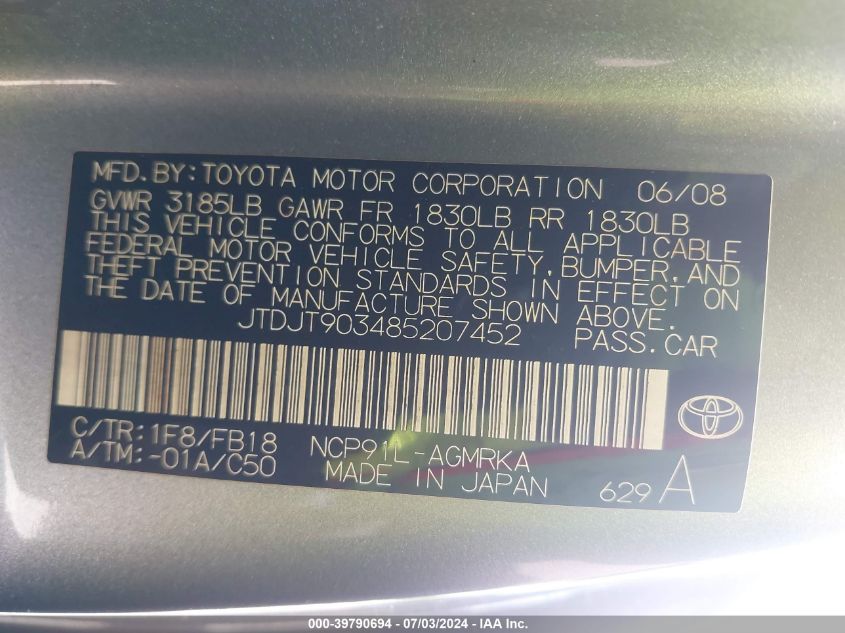 MFD. BY: TOYOTA MOTOR CORPORATION 06/08
GVWR 3185LB GAWR FR 1830LB RR 1830LB
THIS VEHICLE CONFORMS TO ALL APPLICABLE
FEDERAL MOTOR VEHICLE SAFETY, BUMPER, AND
THEFT PREVENTION STANDARDS IN EFFECT ON
THE DATE OF MANUFACTURE SHOWN ABOVE.
JTDJT903485207452 PASS. CAR
C/TR: 1F8/FB18 NCP91L-AGMRKA
A/TM: -01A/C50 MADE IN JAPAN 629 A
000-39790694 - 07/03/2024 - IAA Inc.